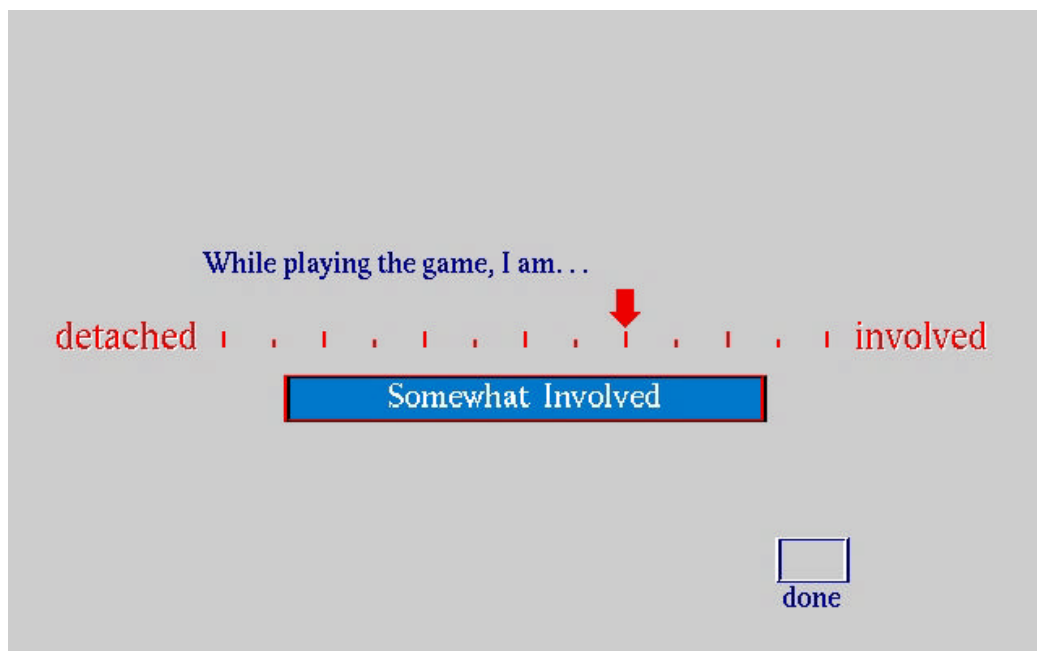 While playing the game, I am. . .
detached involved
Somewhat Involved
done